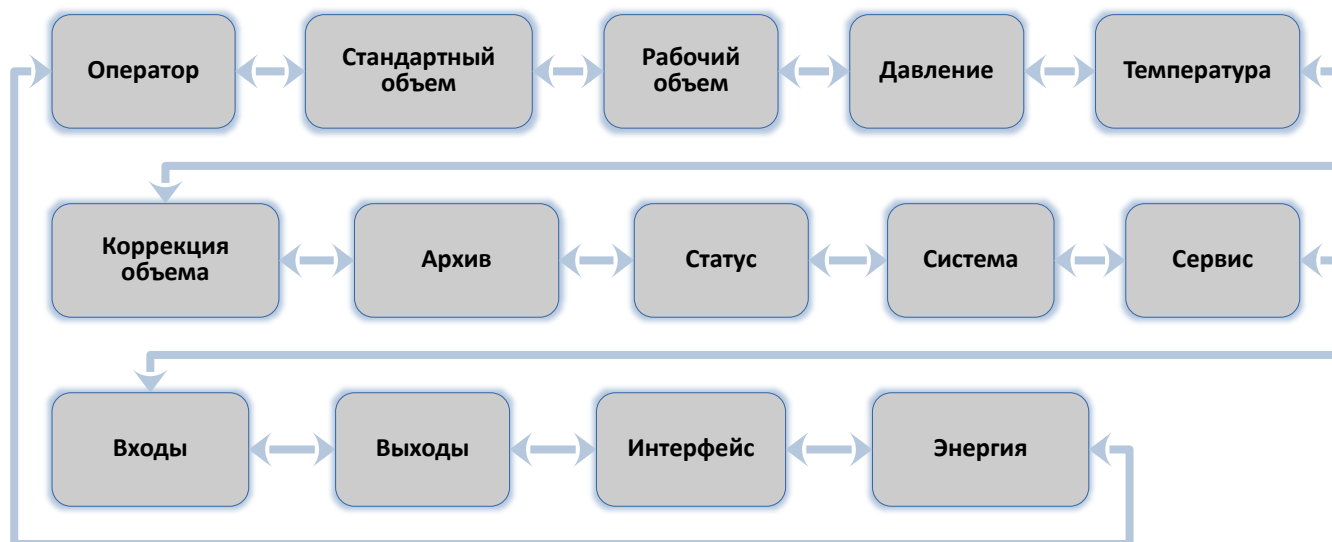 Оператор
Стандартный
объем
Рабочий
объем
Давление
Температура
Коррекция
объема
Архив
Статус
Система
Сервис
Входы
Выходы
Интерфейс
Энергия